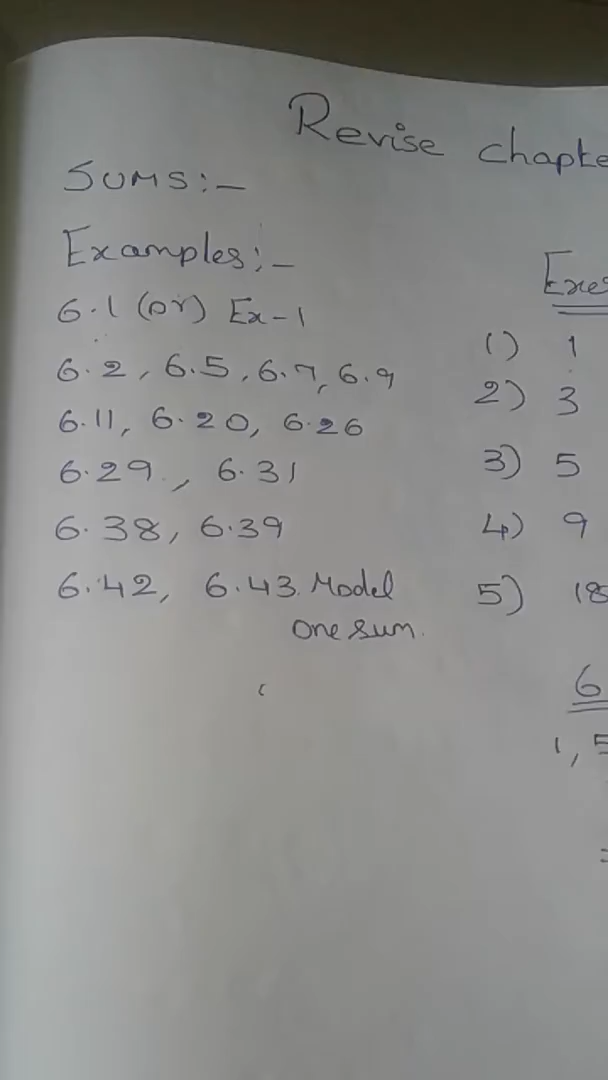 Revise chapte
SUMS:-
Examples:-
6.1 (or) Ex-1
6.2, 6.5, 6.7, 6.9
6.11, 6.20, 6.26
6.29, 6.31
6.38, 6.39
6.42, 6.43. Model
one sum.
Exe
1) 1
2) 3
3) 5
4) 9
5) 18
6
1, 5